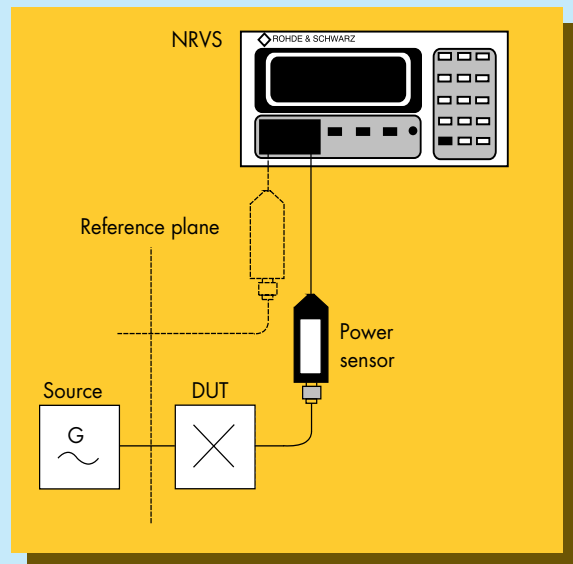 NRVS
ROHDE & SCHWARZ
Reference plane
Power
sensor
Source
DUT
G